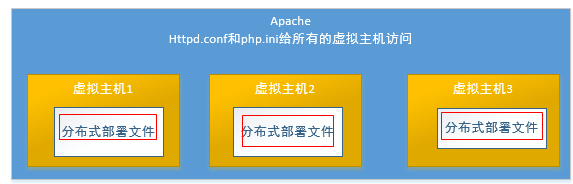 Apache
Httpd.conf和php.ini给所有的虚拟主机访问
虚拟主机1
虚拟主机2
虚拟主机3
分布式部署文件
分布式部署文件
分布式部署文件